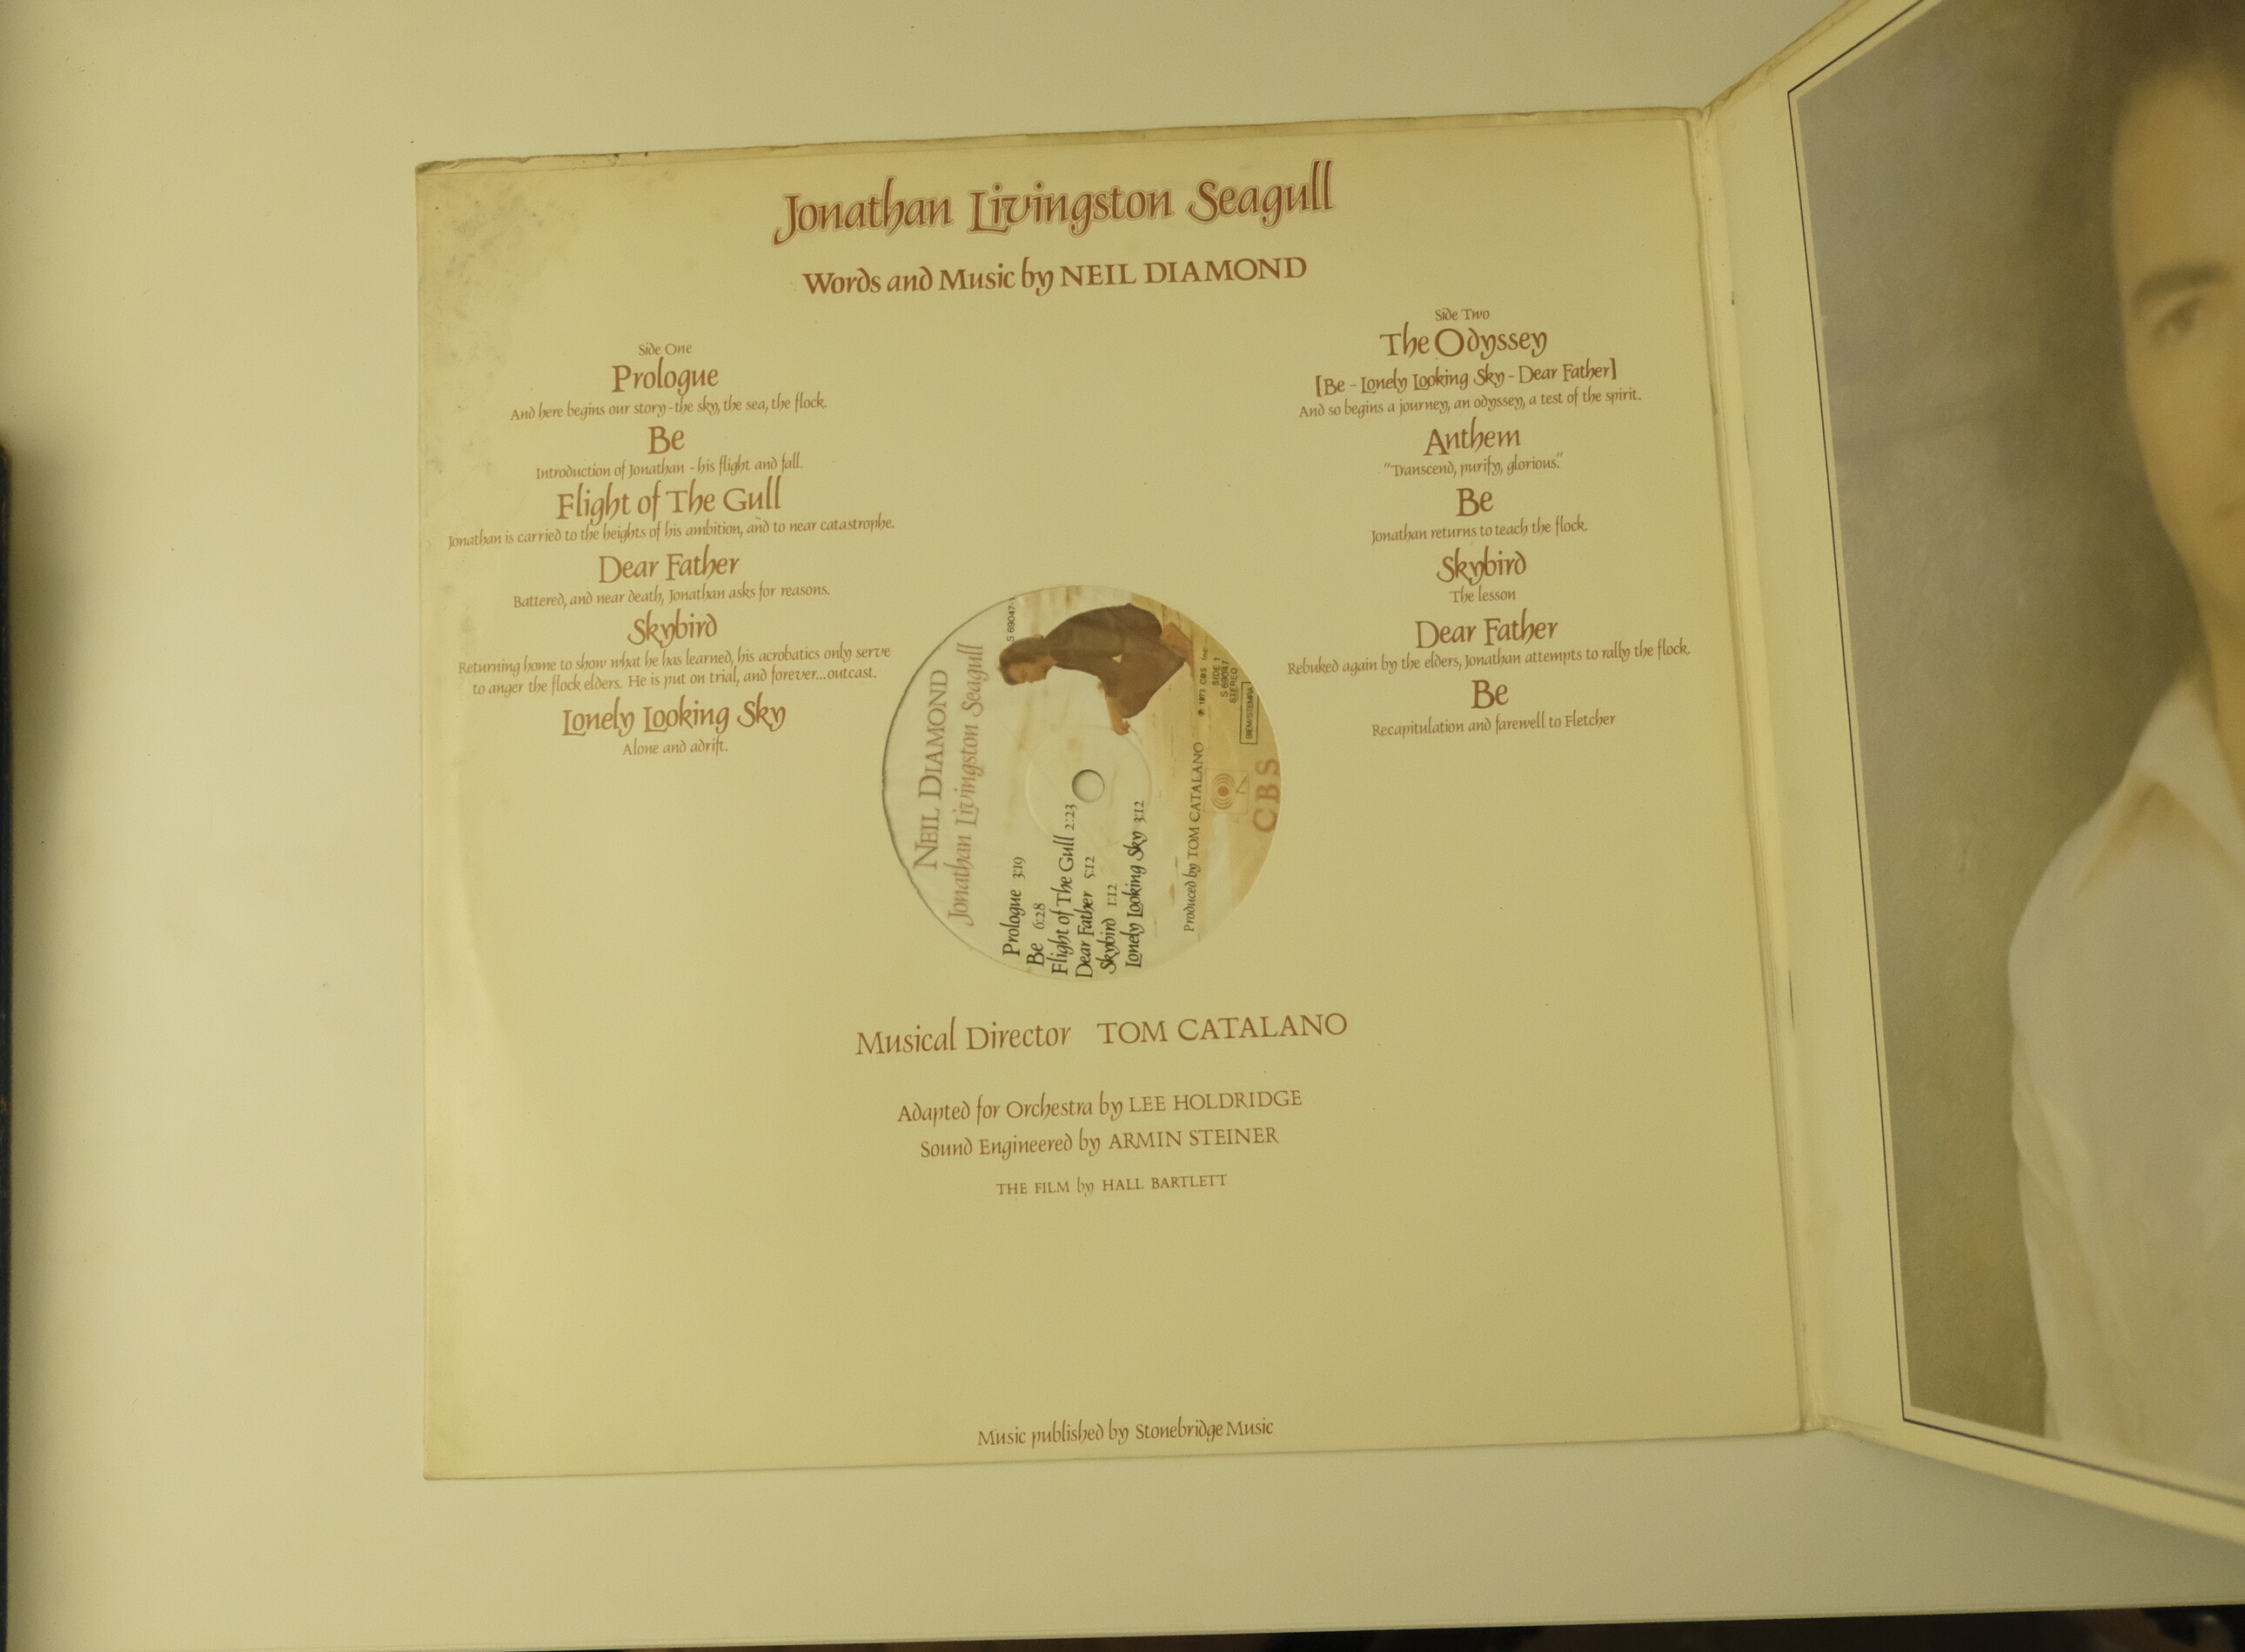 Jonathan Livingston Seagull
Words and Music by NEIL DIAMOND
Side One
Prologue
And here begins our story - the sky, the sea, the flock.
Be
Introduction of Jonathan - his flight and fall.
Flight of The Gull
Jonathan is carried to the heights of his ambition, and to near catastrophe.
Dear Father
Battered, and near death, Jonathan asks for reasons.
Skybird
Returning home to show what he has learned, his acrobatics only serve
to anger the flock elders. He is put on trial, and forever...outcast.
Lonely Looking Sky
Alone and adrift.
Side Two
The Odyssey
[Be - Lonely Looking Sky - Dear Father]
And so begins a journey, an odyssey, a test of the spirit.
Anthem
"Transcend, purify, glorious."
Be
Jonathan returns to teach the flock.
Skybird
The lesson
Dear Father
Rebuked again by the elders, Jonathan attempts to rally the flock.
Be
Recapitulation and farewell to Fletcher
NEIL DIAMOND
Jonathan Livingston Seagull
Prologue 3:19
Be 6:28
Flight of The Gull 2:23
Dear Father 5:12
Skybird 1:12
Lonely Looking Sky 3:12
Produced by TOM CATALANO
℗ 1973 CBS Inc.
SIDE 1
S 69047
STEREO
BIEM/STEMRA
CBS
Musical Director TOM CATALANO
Adapted for Orchestra by LEE HOLDRIDGE
Sound Engineered by ARMIN STEINER
THE FILM by HALL BARTLETT
Music published by Stonebridge Music